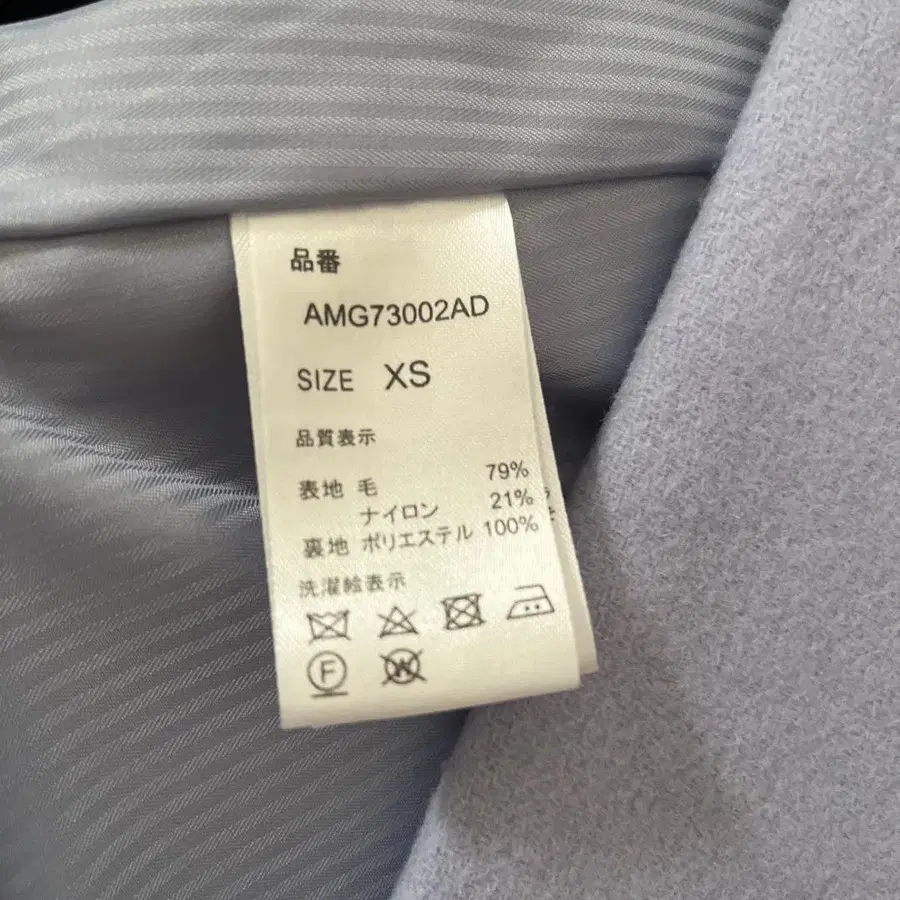 品番
AMG73002AD
SIZE XS
品質表示
表地 毛 79%
ナイロン 21%
裏地 ポリエステル 100%
洗濯絵表示
F
W